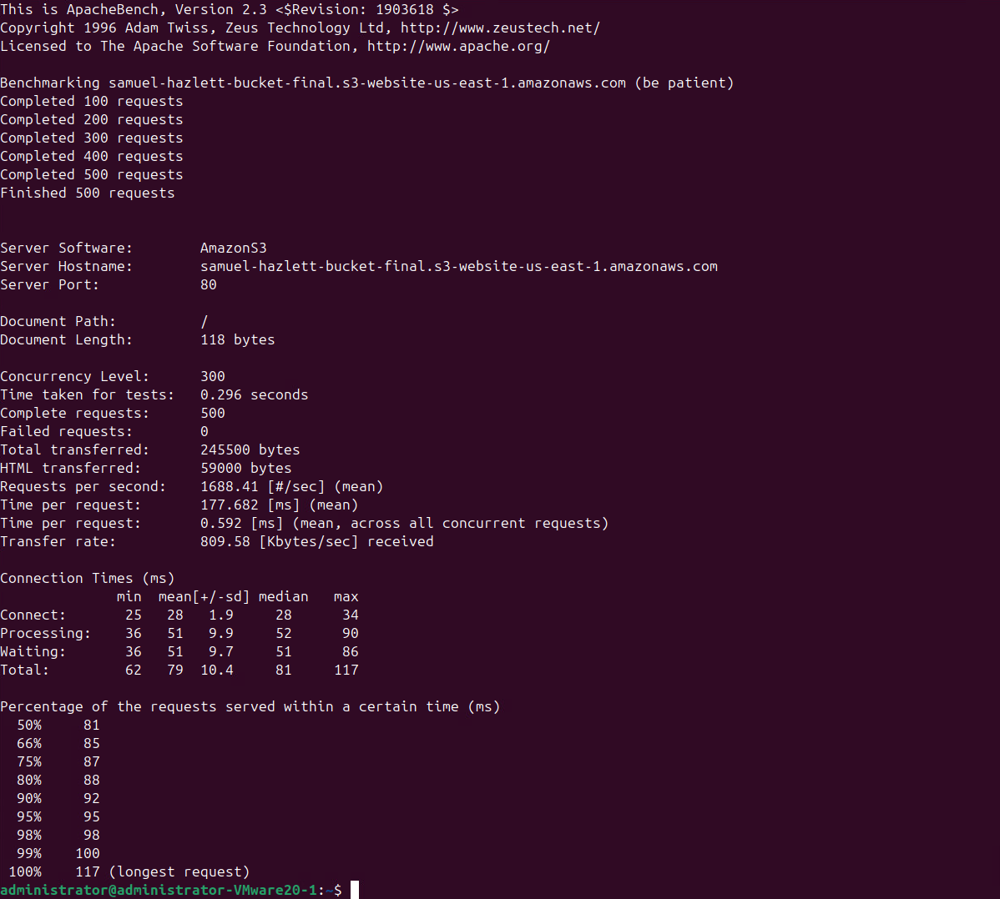 This is ApacheBench, Version 2.3 <$Revision: 1903618 $>
Copyright 1996 Adam Twiss, Zeus Technology Ltd, http://www.zeustech.net/
Licensed to The Apache Software Foundation, http://www.apache.org/

Benchmarking samuel-hazlett-bucket-final.s3-website-us-east-1.amazonaws.com (be patient)
Completed 100 requests
Completed 200 requests
Completed 300 requests
Completed 400 requests
Completed 500 requests
Finished 500 requests


Server Software:        AmazonS3
Server Hostname:        samuel-hazlett-bucket-final.s3-website-us-east-1.amazonaws.com
Server Port:            80

Document Path:          /
Document Length:        118 bytes

Concurrency Level:      300
Time taken for tests:   0.296 seconds
Complete requests:      500
Failed requests:        0
Total transferred:      245500 bytes
HTML transferred:       59000 bytes
Requests per second:    1688.41 [#/sec] (mean)
Time per request:       177.682 [ms] (mean)
Time per request:       0.592 [ms] (mean, across all concurrent requests)
Transfer rate:          809.58 [Kbytes/sec] received

Connection Times (ms)
              min  mean[+/-sd] median   max
Connect:       25   28   1.9     28      34
Processing:    36   51   9.9     52      90
Waiting:       36   51   9.7     51      86
Total:         62   79  10.4     81     117

Percentage of the requests served within a certain time (ms)
  50%     81
  66%     85
  75%     87
  80%     88
  90%     92
  95%     95
  98%     98
  99%    100
 100%    117 (longest request)
administrator@administrator-VMware20-1:~$